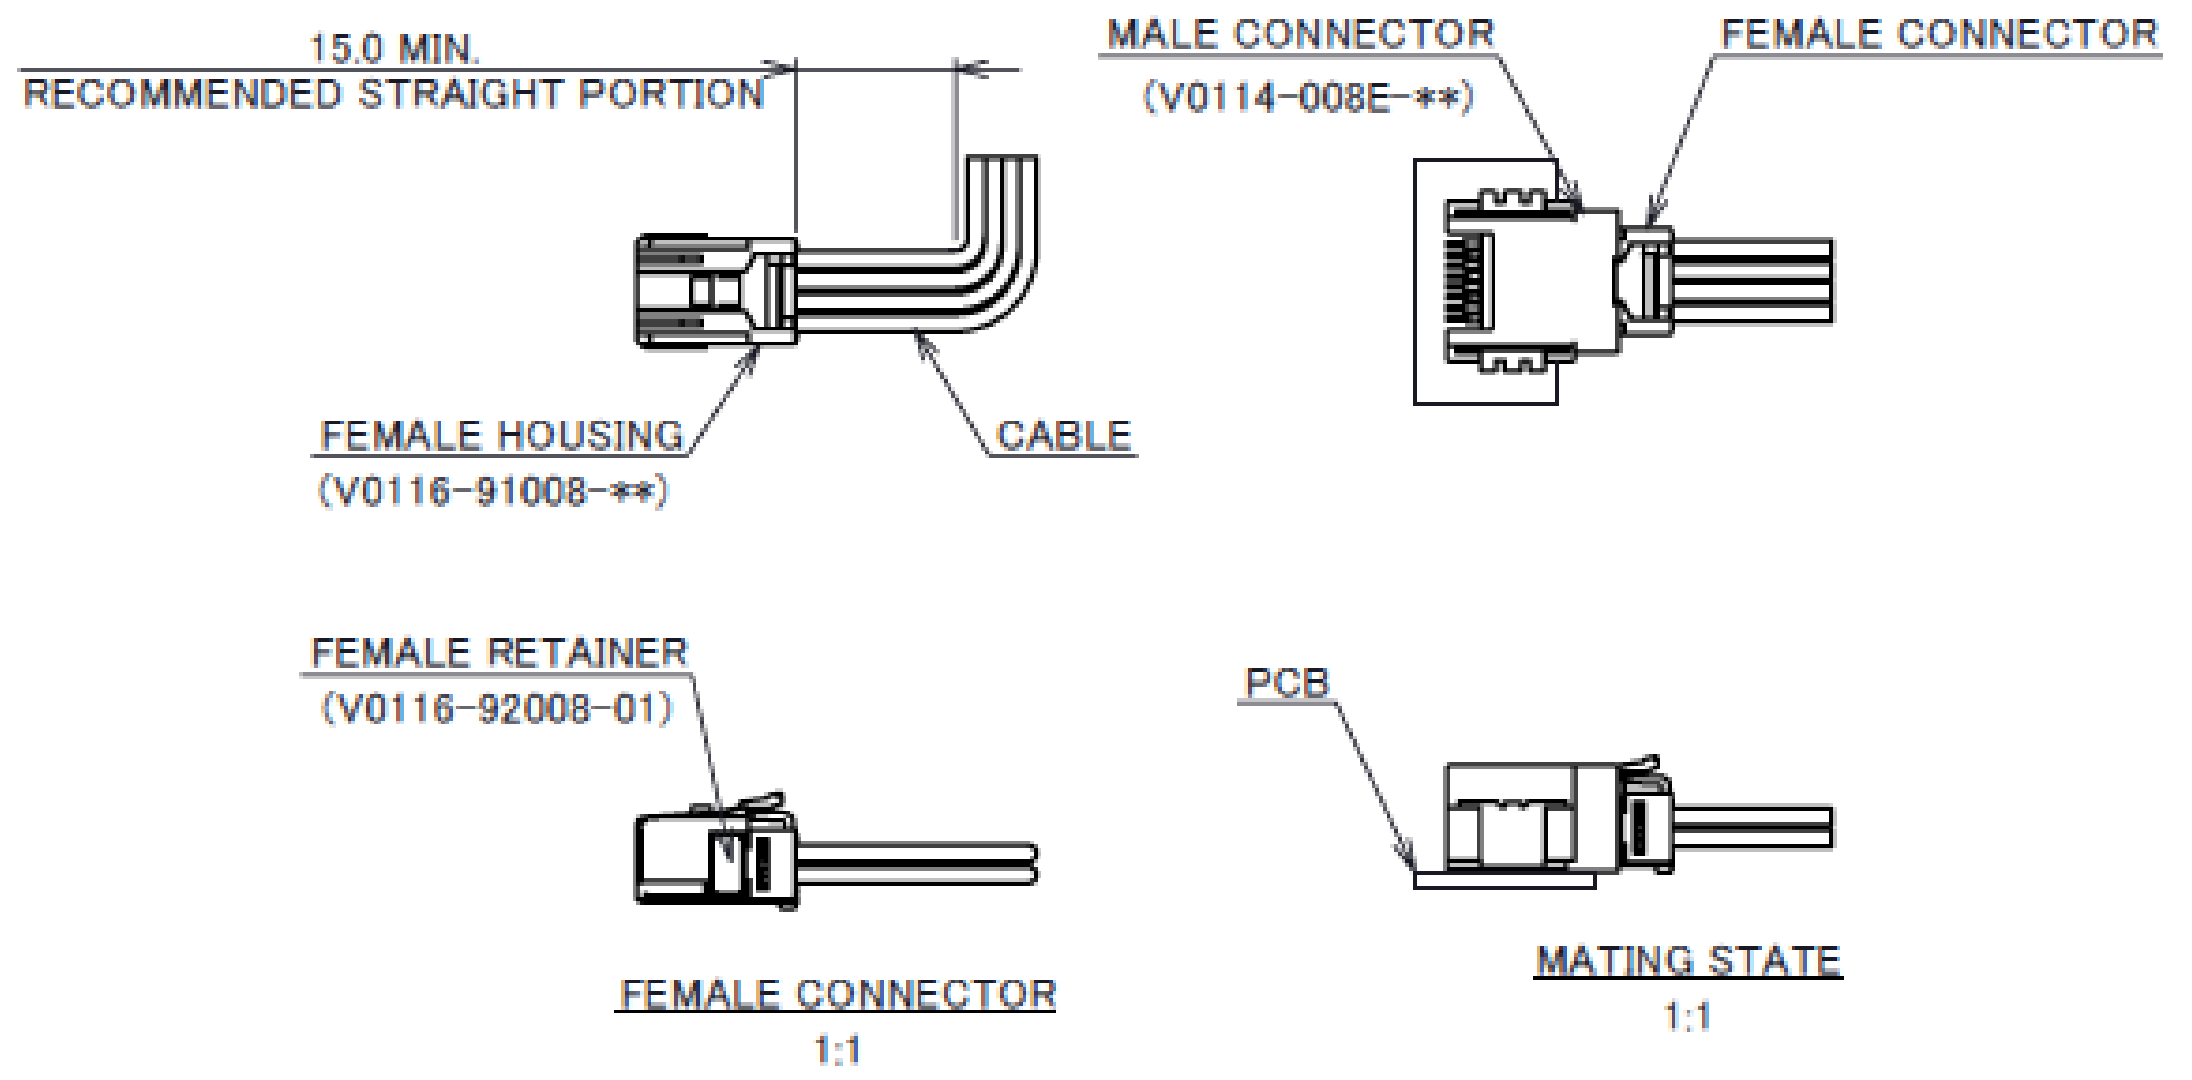 15.0 MIN.
RECOMMENDED STRAIGHT PORTION
FEMALE HOUSING
(V0116-91008-**)
CABLE
MALE CONNECTOR
(V0114-008E-**)
FEMALE CONNECTOR
FEMALE RETAINER
(V0116-92008-01)
FEMALE CONNECTOR
1:1
PCB
MATING STATE
1:1